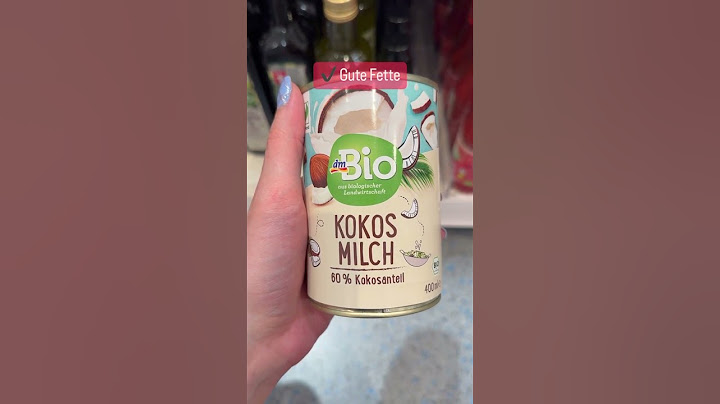 ✓ Gute Fette
dm
Bio
aus biologischer
Landwirtschaft
KOKOS
MILCH
60% Kokosanteil
400 ml